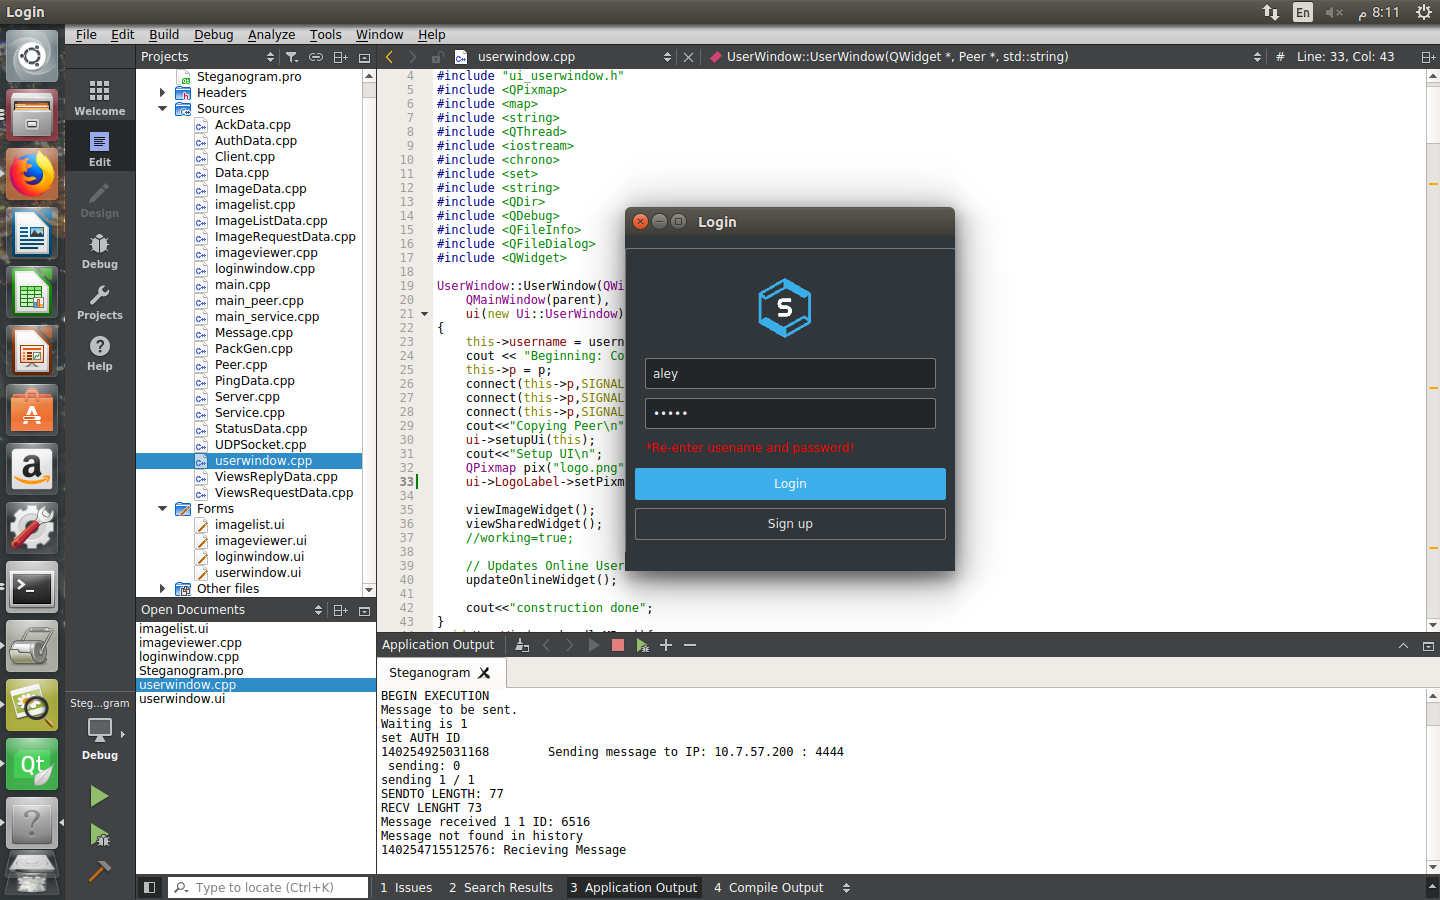 Login
En
8:11 م
File Edit Build Debug Analyze Tools Window Help
Projects
userwindow.cpp
UserWindow::UserWindow(QWidget *, Peer *, std::string)
# Line: 33, Col: 43
Welcome
Edit
Design
Debug
Projects
Help
Steg...gram
Debug
Steganogram.pro
Headers
Sources
AckData.cpp
AuthData.cpp
Client.cpp
Data.cpp
ImageData.cpp
imagelist.cpp
ImageListData.cpp
ImageRequestData.cpp
imageviewer.cpp
loginwindow.cpp
main.cpp
main_peer.cpp
main_service.cpp
Message.cpp
PackGen.cpp
Peer.cpp
PingData.cpp
Server.cpp
Service.cpp
StatusData.cpp
UDPSocket.cpp
userwindow.cpp
ViewsReplyData.cpp
ViewsRequestData.cpp
Forms
imagelist.ui
imageviewer.ui
loginwindow.ui
userwindow.ui
Other files
Open Documents
imagelist.ui
imageviewer.cpp
loginwindow.cpp
Steganogram.pro
userwindow.cpp
userwindow.ui
4 #include "ui_userwindow.h"
5 #include <QPixmap>
6 #include <map>
7 #include <string>
8 #include <QThread>
9 #include <iostream>
10 #include <chrono>
11 #include <set>
12 #include <string>
13 #include <QDir>
14 #include <QDebug>
15 #include <QFileInfo>
16 #include <QFileDialog>
17 #include <QWidget>
18
19 UserWindow::UserWindow(QWi
20 QMainWindow(parent),
21 ui(new Ui::UserWindow)
22 {
23 this->username = usern
24 cout << "Beginning: Co
25 this->p = p;
26 connect(this->p,SIGNAL
27 connect(this->p,SIGNAL
28 connect(this->p,SIGNAL
29 cout<<"Copying Peer\n"
30 ui->setupUi(this);
31 cout<<"Setup UI\n";
32 QPixmap pix("logo.png"
33 ui->LogoLabel->setPixm
34
35 viewImageWidget();
36 viewSharedWidget();
37 //working=true;
38
39 // Updates Online User
40 updateOnlineWidget();
41
42 cout<<"construction done";
43 }
Login
S
aley
•••••
*Re-enter usename and password!
Login
Sign up
Application Output
Steganogram
BEGIN EXECUTION
Message to be sent.
Waiting is 1
set AUTH ID
140254925031168 Sending message to IP: 10.7.57.200 : 4444
sending: 0
sending 1 / 1
SENDTO LENGTH: 77
RECV LENGHT 73
Message received 1 1 ID: 6516
Message not found in history
140254715512576: Recieving Message
Type to locate (Ctrl+K)
1 Issues 2 Search Results 3 Application Output 4 Compile Output